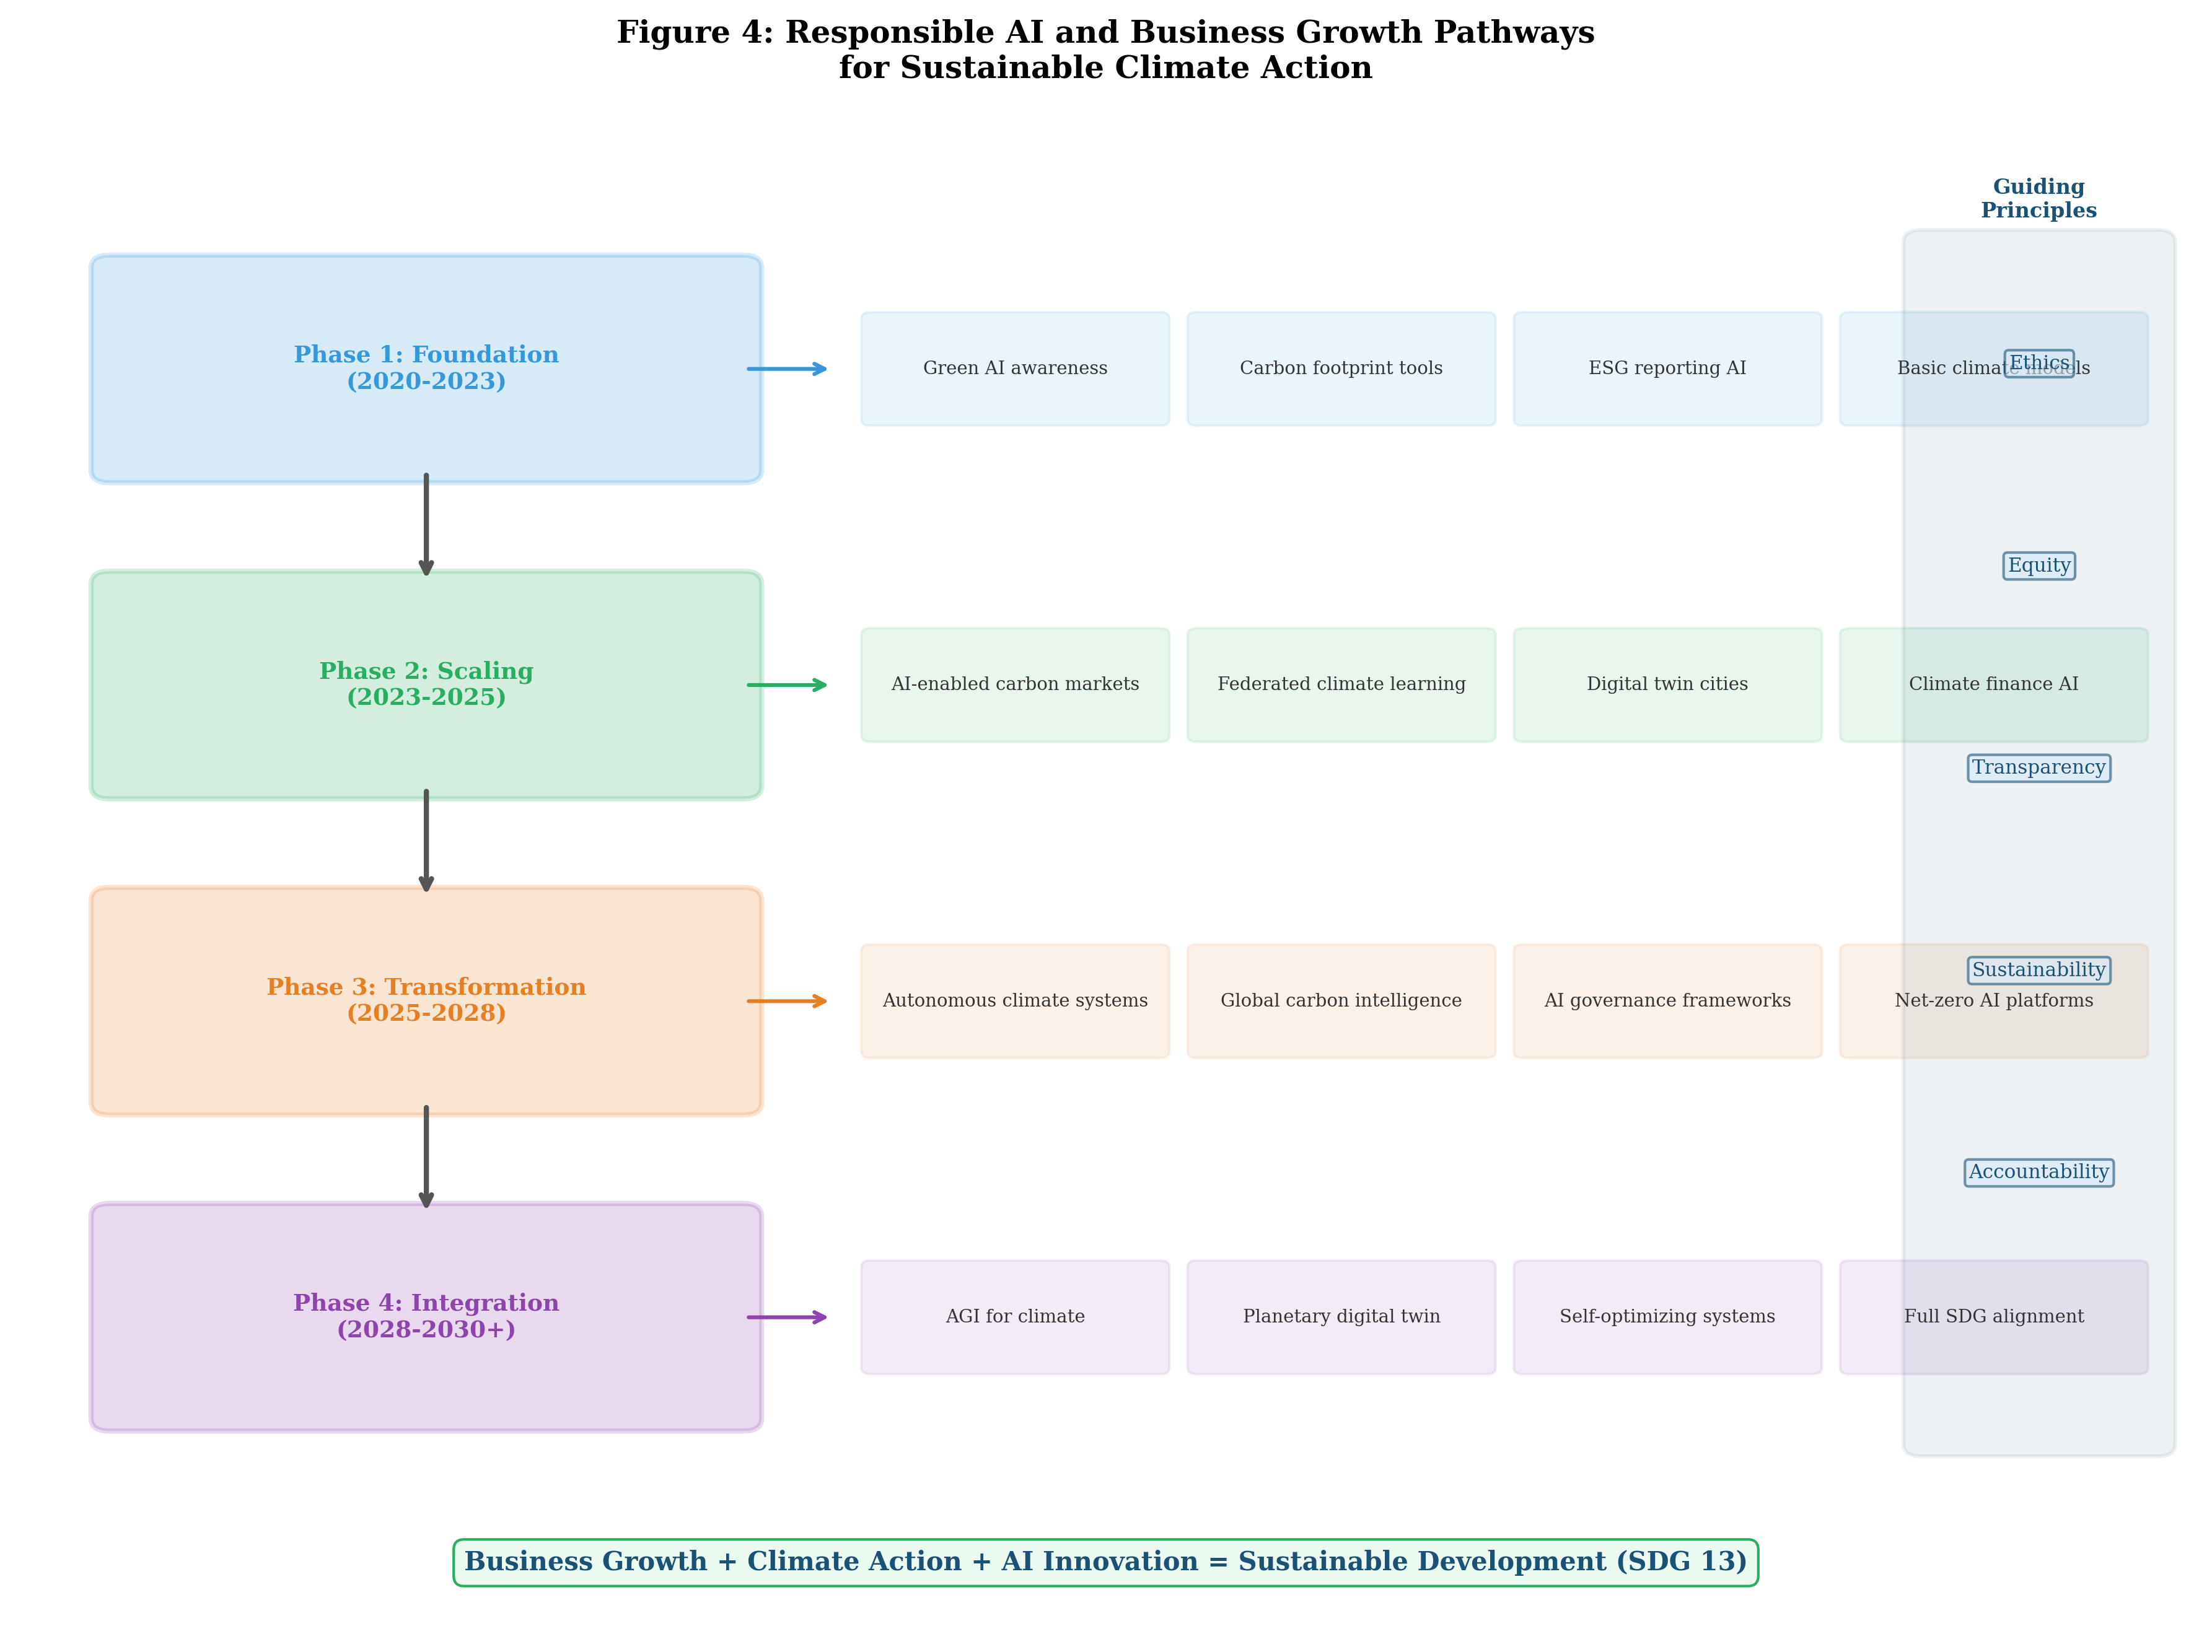 Figure 4: Responsible AI and Business Growth Pathways
for Sustainable Climate Action
Guiding
Principles
Phase 1: Foundation
(2020-2023)
Green AI awareness
Carbon footprint tools
ESG reporting AI
Basic climate models
Ethics
Equity
Phase 2: Scaling
(2023-2025)
AI-enabled carbon markets
Federated climate learning
Digital twin cities
Climate finance AI
Transparency
Sustainability
Phase 3: Transformation
(2025-2028)
Autonomous climate systems
Global carbon intelligence
AI governance frameworks
Net-zero AI platforms
Accountability
Phase 4: Integration
(2028-2030+)
AGI for climate
Planetary digital twin
Self-optimizing systems
Full SDG alignment
Business Growth + Climate Action + AI Innovation = Sustainable Development (SDG 13)